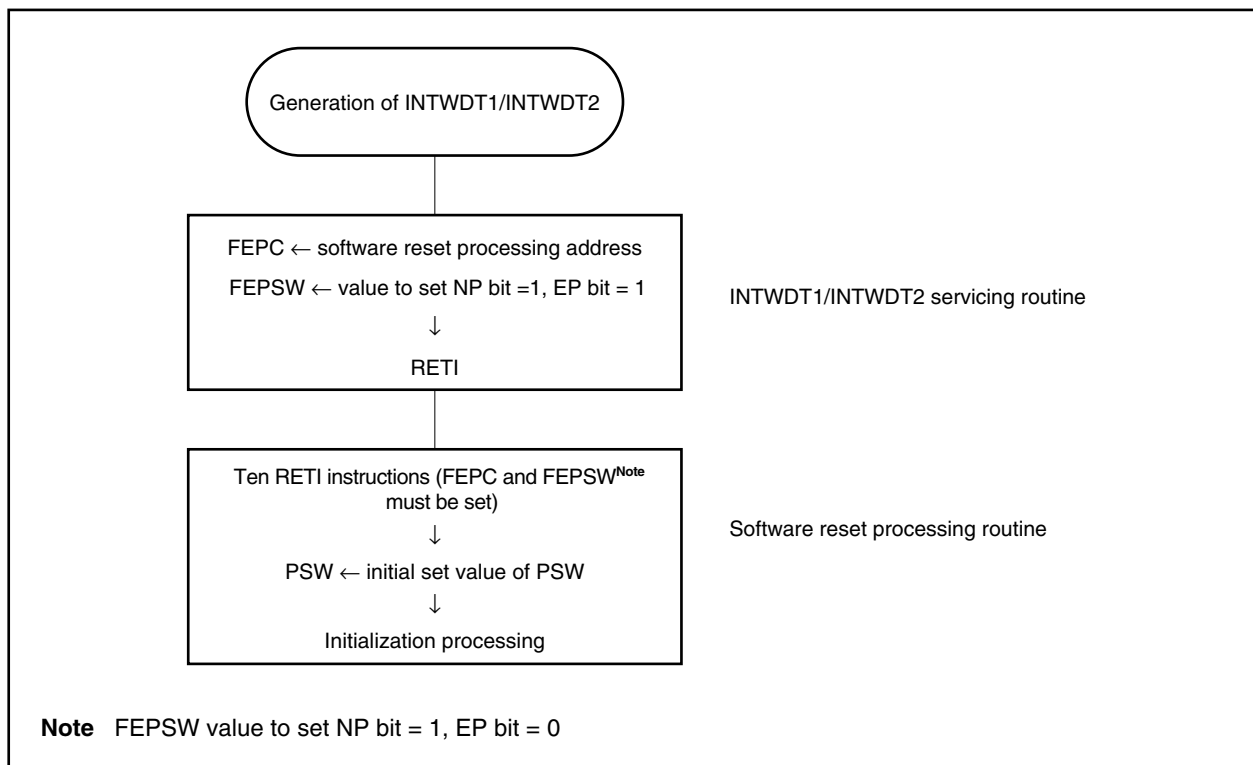 Generation of INTWDT1/INTWDT2
FEPC ← software reset processing address
FEPSW ← value to set NP bit =1, EP bit = 1
↓
RETI
INTWDT1/INTWDT2 servicing routine
Ten RETI instructions (FEPC and FEPSWNote
must be set)
↓
PSW ← initial set value of PSW
↓
Initialization processing
Software reset processing routine
Note FEPSW value to set NP bit = 1, EP bit = 0